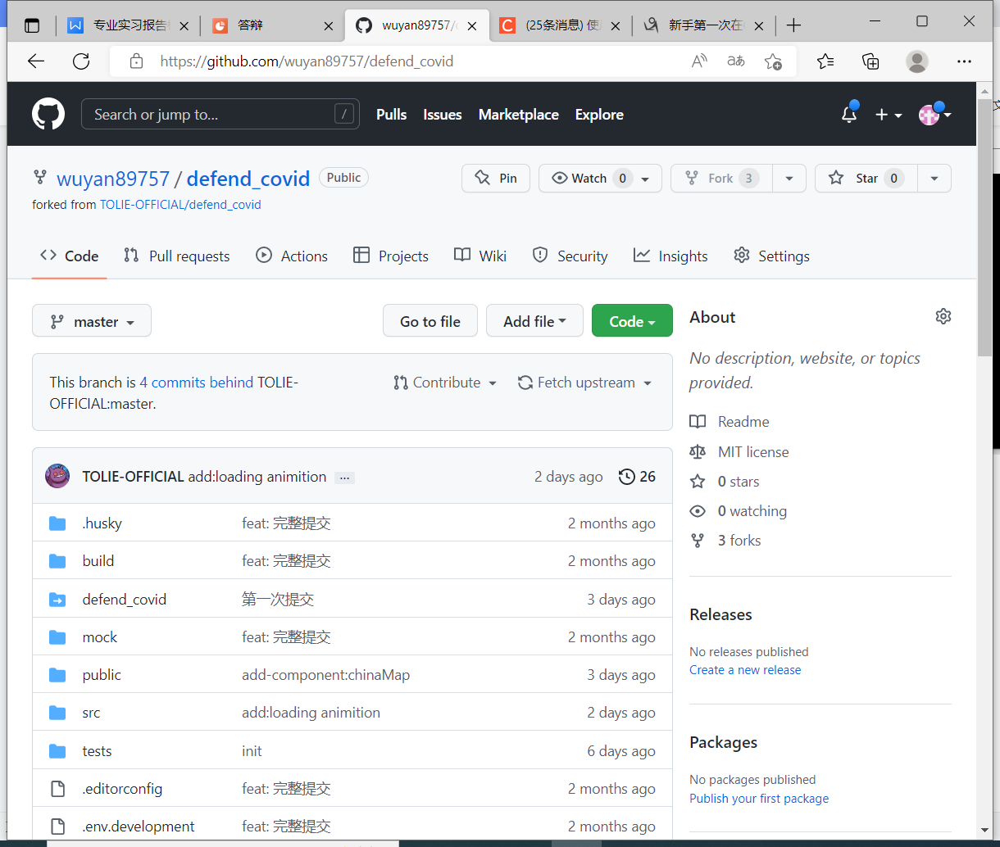 专业实习报告
答辩
wuyan89757/
(25条消息) 使
新手第一次在
https://github.com/wuyan89757/defend_covid
Search or jump to... /
Pulls Issues Marketplace Explore
wuyan89757 / defend_covid Public
Pin Watch 0 Fork 3 Star 0
forked from TOLIE-OFFICIAL/defend_covid
Code Pull requests Actions Projects Wiki Security Insights Settings
master Go to file Add file Code
This branch is 4 commits behind TOLIE-
OFFICIAL:master.
Contribute Fetch upstream
TOLIE-OFFICIAL add:loading animition ... 2 days ago 26
.husky feat: 完整提交 2 months ago
build feat: 完整提交 2 months ago
defend_covid 第一次提交 3 days ago
mock feat: 完整提交 2 months ago
public add-component:chinaMap 3 days ago
src add:loading animition 2 days ago
tests init 6 days ago
.editorconfig feat: 完整提交 2 months ago
.env.development feat: 完整提交 2 months ago
About
No description, website, or topics
provided.
Readme
MIT license
0 stars
0 watching
3 forks
Releases
No releases published
Create a new release
Packages
No packages published
Publish your first package